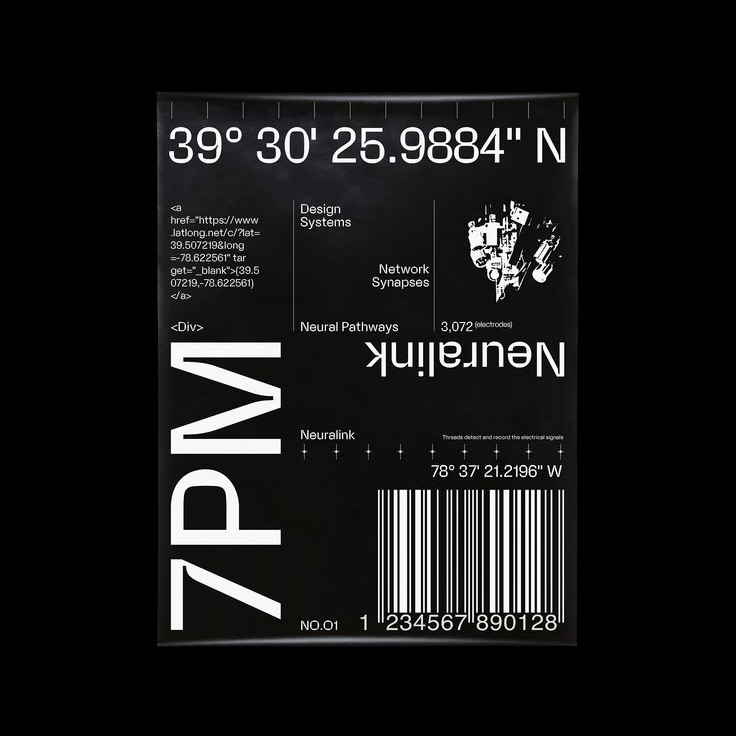 39° 30' 25.9884" N
<a
href="https://www
.latlong.net/c/?lat=
39.507219&long
=-78.622561" tar
get="_blank">(39.5
07219,-78.622561)
</a>
<Div>
Design
Systems
Network
Synapses
Neural Pathways
3,072 (electrodes)
Neuralink
7PM
Neuralink
Threads detect and record the electrical signals
78° 37' 21.2196" W
NO.01
1 234567 890128